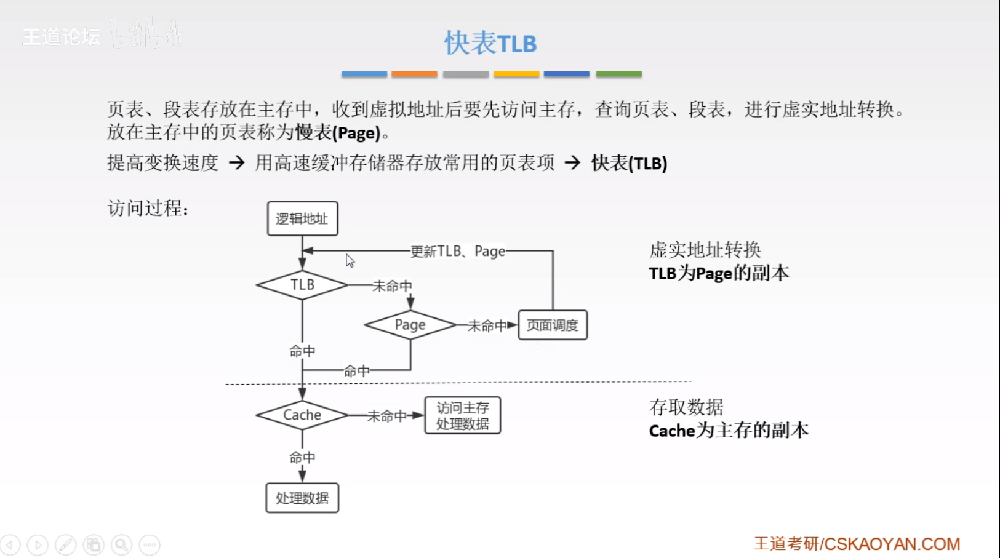 王道论坛 bilibili
快表TLB
页表、段表存放在主存中，收到虚拟地址后要先访问主存，查询页表、段表，进行虚实地址转换。
放在主存中的页表称为慢表(Page)。
提高变换速度 → 用高速缓冲存储器存放常用的页表项 → 快表(TLB)
访问过程：
逻辑地址
更新TLB、Page
虚实地址转换
TLB为Page的副本
TLB
未命中
Page
未命中
页面调度
命中
命中
Cache
未命中
访问主存
处理数据
存取数据
Cache为主存的副本
命中
处理数据
王道考研/CSKAOYAN.COM